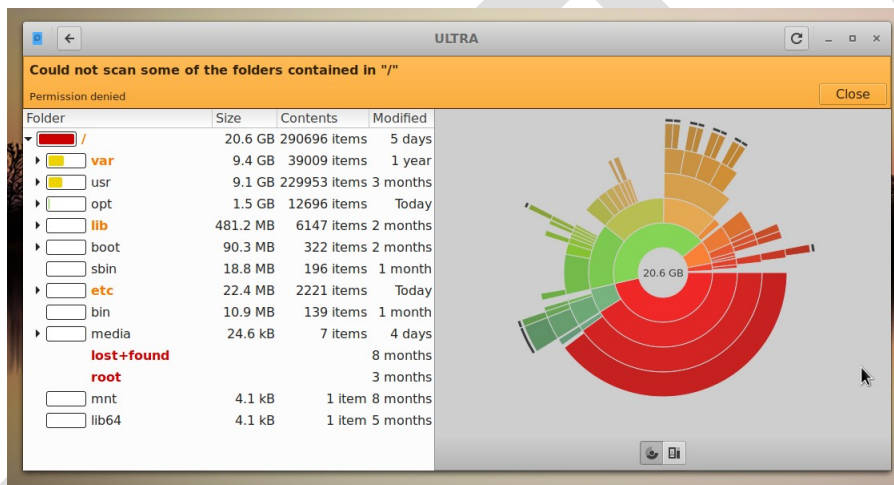 ULTRA
Could not scan some of the folders contained in "/"
Permission denied
Close
Folder Size Contents Modified
/ 20.6 GB 290696 items 5 days
var 9.4 GB 39009 items 1 year
usr 9.1 GB 229953 items 3 months
opt 1.5 GB 12696 items Today
lib 481.2 MB 6147 items 2 months
boot 90.3 MB 322 items 2 months
sbin 18.8 MB 196 items 1 month
etc 22.4 MB 2221 items Today
bin 10.9 MB 139 items 1 month
media 24.6 kB 7 items 4 days
lost+found 8 months
root 3 months
mnt 4.1 kB 1 item 8 months
lib64 4.1 kB 1 item 5 months
20.6 GB